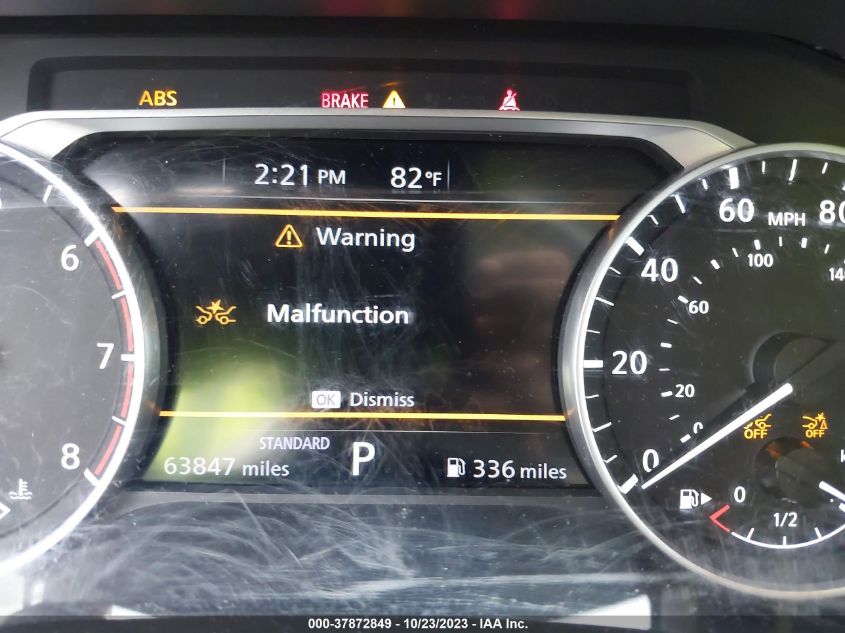 ABS BRAKE
2:21 PM 82°F
Warning
Malfunction
OK Dismiss
STANDARD
63847 miles P 336 miles
6
7
8
0
20
40
60
80
MPH
0
20
60
100
OFF OFF
0 1/2
000-37872849 - 10/23/2023 - IAA Inc.